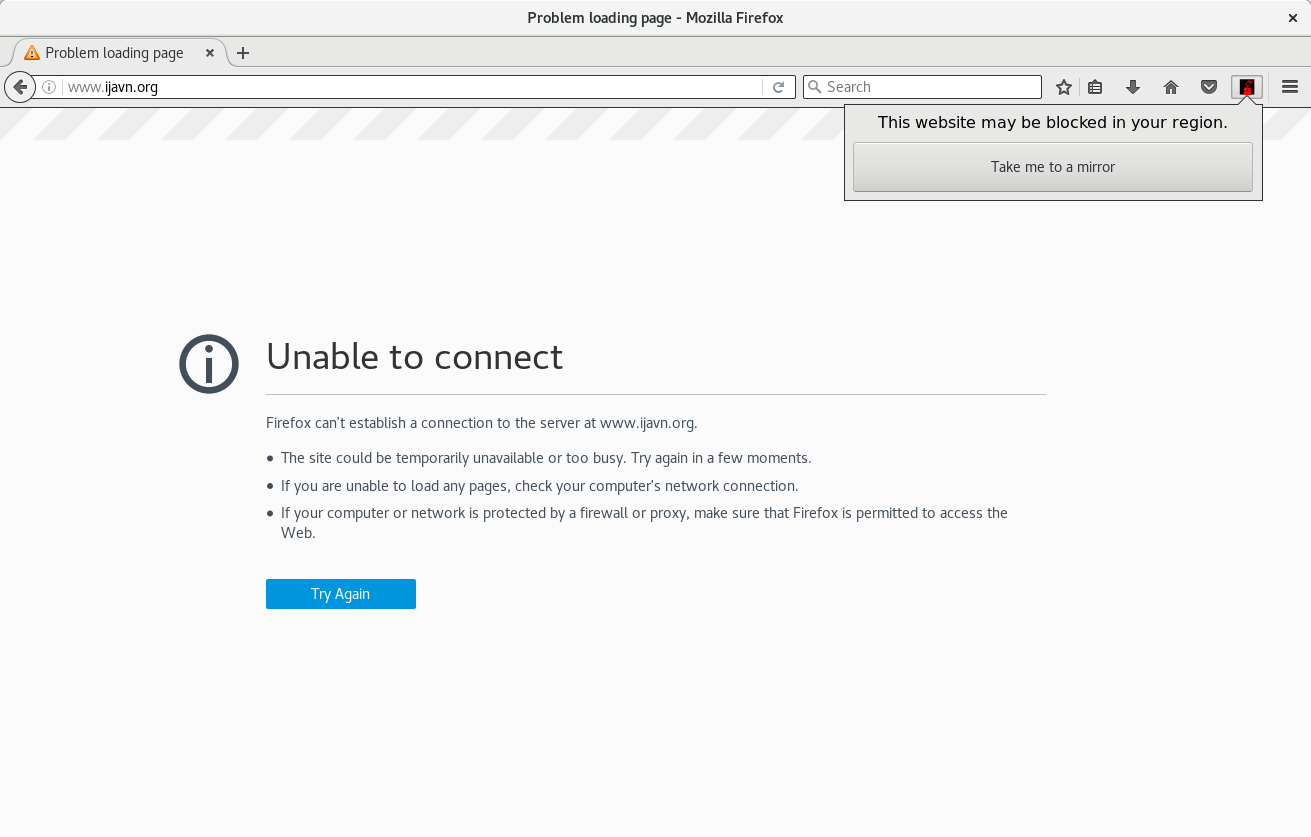 Problem loading page - Mozilla Firefox
Problem loading page
www.ijavn.org
Search
This website may be blocked in your region.
Take me to a mirror
Unable to connect
Firefox can’t establish a connection to the server at www.ijavn.org.
The site could be temporarily unavailable or too busy. Try again in a few moments.
If you are unable to load any pages, check your computer’s network connection.
If your computer or network is protected by a firewall or proxy, make sure that Firefox is permitted to access the
Web.
Try Again